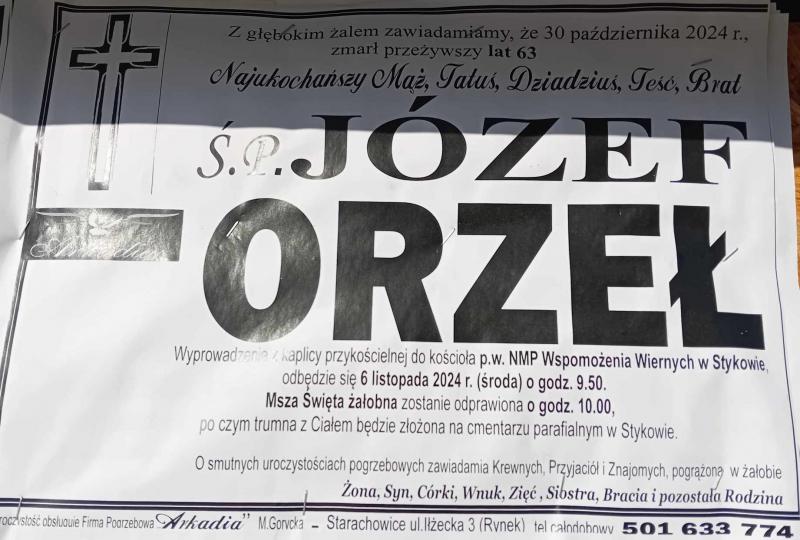 Z głębokim żalem zawiadamiamy, że 30 października 2024 r.,
zmarł przeżywszy lat 63
Najukochańszy Mąż, Tatuś, Dziadziuś, Teść, Brat
Ś.P. JÓZEF
ORZEŁ
Wyprowadzenie z kaplicy przykościelnej do kościoła p.w. NMP Wspomożenia Wiernych w Stykowie,
odbędzie się 6 listopada 2024 r. (środa) o godz. 9.50.
Msza Święta żałobna zostanie odprawiona o godz. 10.00,
po czym trumna z Ciałem będzie złożona na cmentarzu parafialnym w Stykowie.
O smutnych uroczystościach pogrzebowych zawiadamia Krewnych, Przyjaciół i Znajomych, pogrążona w żałobie
Żona, Syn, Córki, Wnuk, Zięć, Siostra, Bracia i pozostała Rodzina
roczystość obsługuje Firma Pogrzebowa "Arkadia" M.Gorycka – Starachowice ul.Iłżecka 3 (Rynek) tel całodobowy 501 633 774